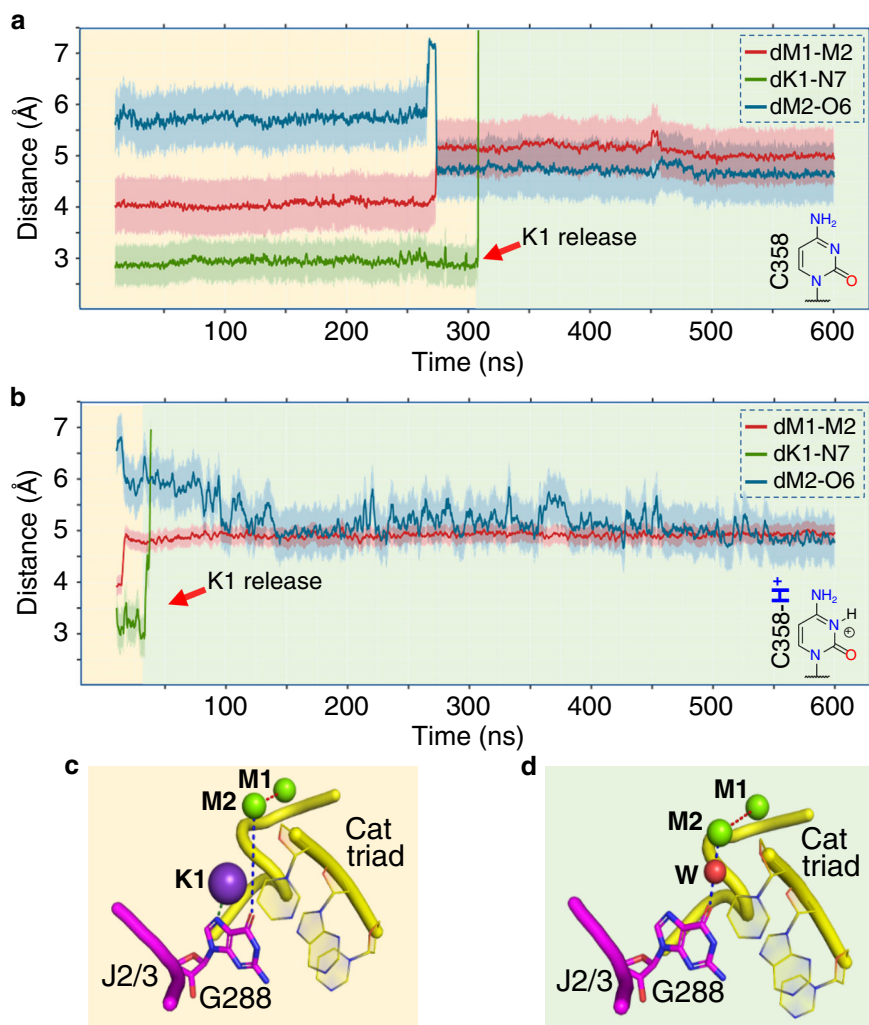 a
Distance (Å)
7
6
5
4
3
dM1-M2
dK1-N7
dM2-O6
K1 release
C358
NH₂
N
N
O
100
200
300
400
500
600
Time (ns)
b
Distance (Å)
7
6
5
4
3
dM1-M2
dK1-N7
dM2-O6
K1 release
C358-H+
NH₂
H
N
⊕
N
O
100
200
300
400
500
600
Time (ns)
c
M1
M2
Cat
triad
K1
J2/3
G288
d
M1
M2
Cat
triad
W
J2/3
G288